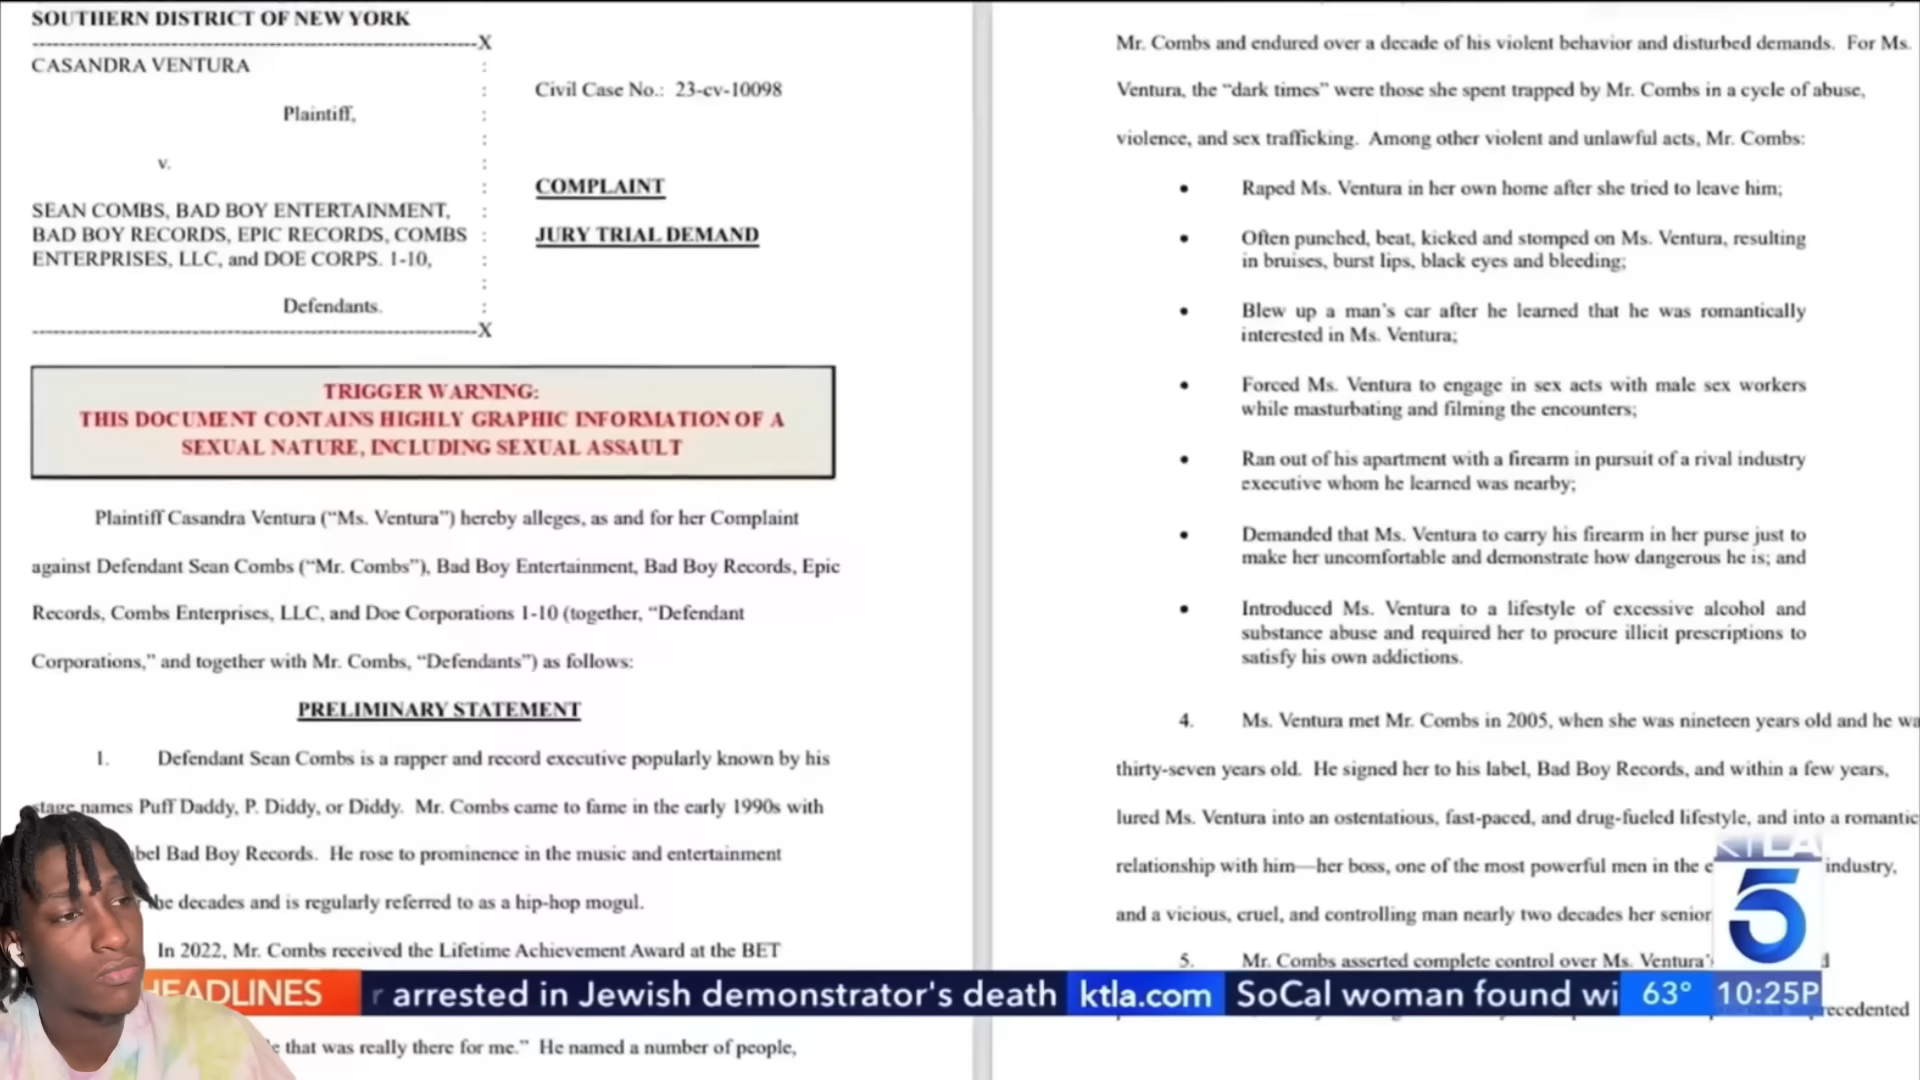 SOUTHERN DISTRICT OF NEW YORK
-----------------------------------------------------------------------X
CASANDRA VENTURA
Plaintiff,
v.
SEAN COMBS, BAD BOY ENTERTAINMENT,
BAD BOY RECORDS, EPIC RECORDS, COMBS
ENTERPRISES, LLC, and DOE CORPS. 1-10,
Defendants.
-----------------------------------------------------------------------X
Civil Case No.: 23-cv-10098
COMPLAINT
JURY TRIAL DEMAND
TRIGGER WARNING:
THIS DOCUMENT CONTAINS HIGHLY GRAPHIC INFORMATION OF A
SEXUAL NATURE, INCLUDING SEXUAL ASSAULT
Plaintiff Casandra Ventura (“Ms. Ventura”) hereby alleges, as and for her Complaint
against Defendant Sean Combs (“Mr. Combs”), Bad Boy Entertainment, Bad Boy Records, Epic
Records, Combs Enterprises, LLC, and Doe Corporations 1-10 (together, “Defendant
Corporations,” and together with Mr. Combs, “Defendants”) as follows:
PRELIMINARY STATEMENT
1. Defendant Sean Combs is a rapper and record executive popularly known by his
stage names Puff Daddy, P. Diddy, or Diddy. Mr. Combs came to fame in the early 1990s with
Bad Boy Records. He rose to prominence in the music and entertainment
decades and is regularly referred to as a hip-hop mogul.
In 2022, Mr. Combs received the Lifetime Achievement Award at the BET
that was really there for me.” He named a number of people,
Mr. Combs and endured over a decade of his violent behavior and disturbed demands. For Ms.
Ventura, the “dark times” were those she spent trapped by Mr. Combs in a cycle of abuse,
violence, and sex trafficking. Among other violent and unlawful acts, Mr. Combs:
• Raped Ms. Ventura in her own home after she tried to leave him;
• Often punched, beat, kicked and stomped on Ms. Ventura, resulting
in bruises, burst lips, black eyes and bleeding;
• Blew up a man’s car after he learned that he was romantically
interested in Ms. Ventura;
• Forced Ms. Ventura to engage in sex acts with male sex workers
while masturbating and filming the encounters;
• Ran out of his apartment with a firearm in pursuit of a rival industry
executive whom he learned was nearby;
• Demanded that Ms. Ventura to carry his firearm in her purse just to
make her uncomfortable and demonstrate how dangerous he is; and
• Introduced Ms. Ventura to a lifestyle of excessive alcohol and
substance abuse and required her to procure illicit prescriptions to
satisfy his own addictions.
4. Ms. Ventura met Mr. Combs in 2005, when she was nineteen years old and he
thirty-seven years old. He signed her to his label, Bad Boy Records, and within a few years,
lured Ms. Ventura into an ostentatious, fast-paced, and drug-fueled lifestyle, and into a romantic
relationship with him—her boss, one of the most powerful men in the industry,
and a vicious, cruel, and controlling man nearly two decades her senior
5. Mr. Combs asserted complete control over Ms. Ventura’s
KTLA
5
HEADLINES arrested in Jewish demonstrator's death ktla.com SoCal woman found 63° 10:25P